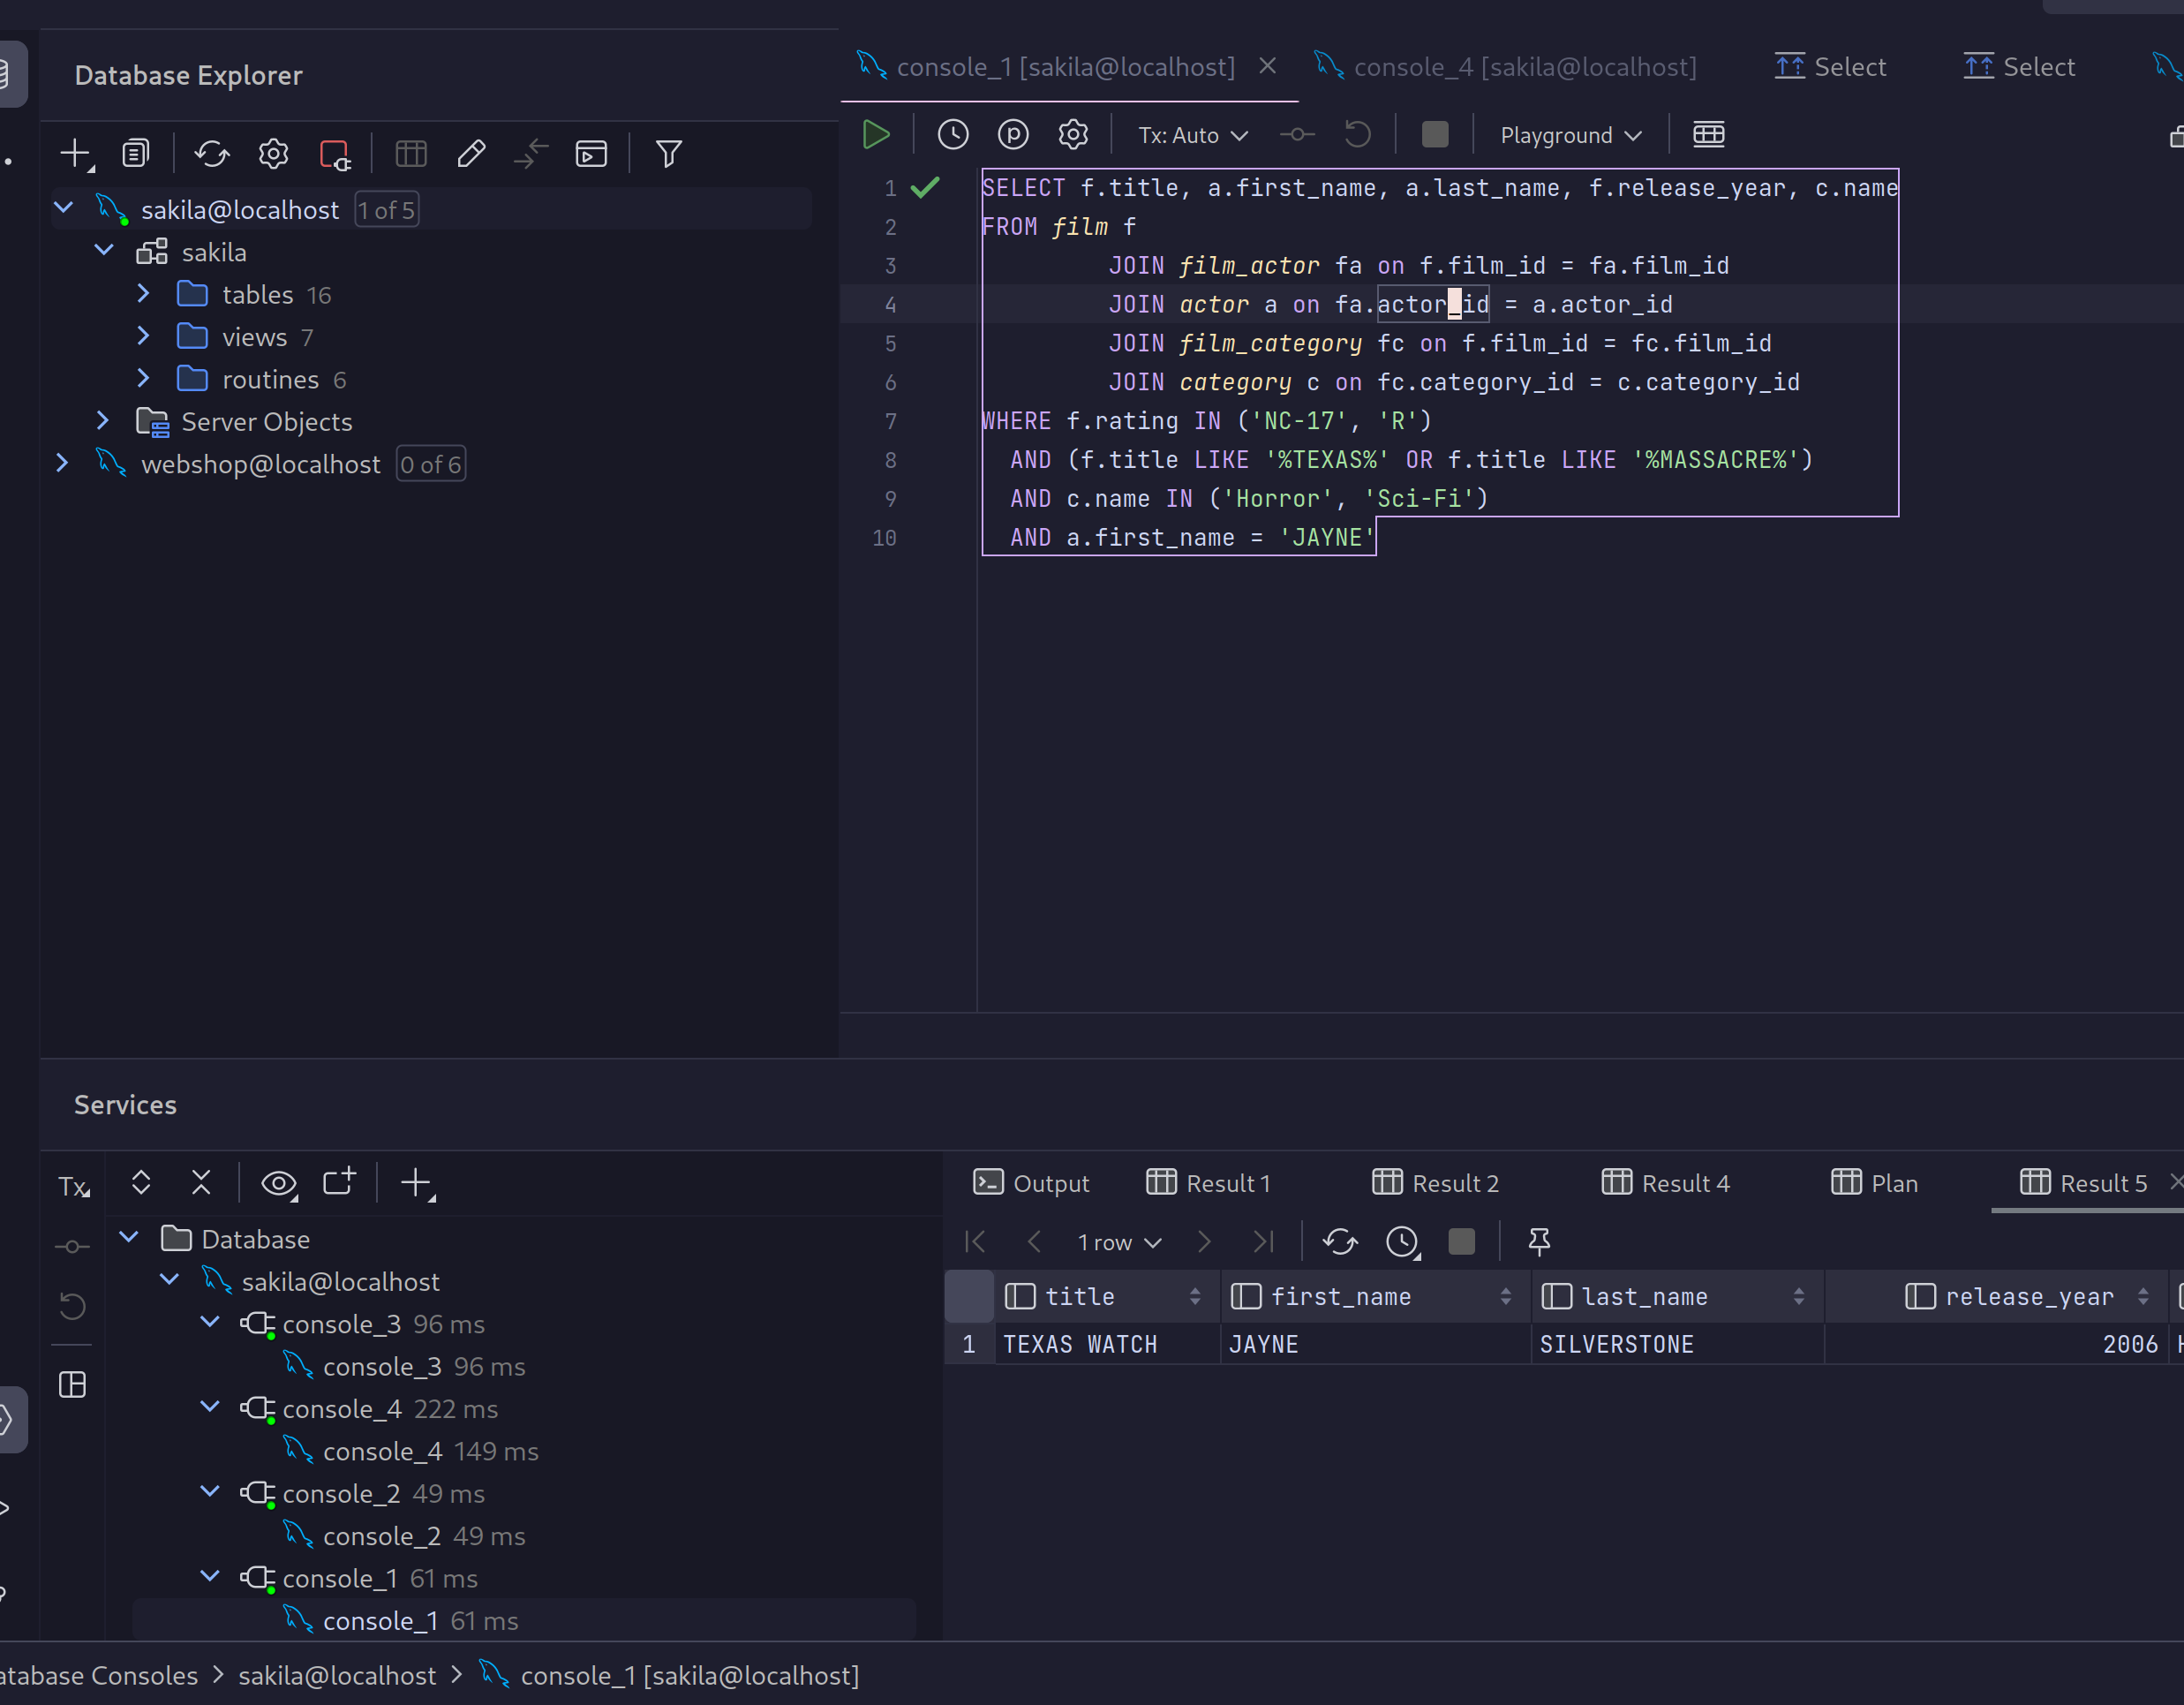 Database Explorer
sakila@localhost 1 of 5
sakila
tables 16
views 7
routines 6
Server Objects
webshop@localhost 0 of 6
console_1 [sakila@localhost]
console_4 [sakila@localhost]
Select
Select
Tx: Auto
Playground
1 SELECT f.title, a.first_name, a.last_name, f.release_year, c.name
2 FROM film f
3 JOIN film_actor fa on f.film_id = fa.film_id
4 JOIN actor a on fa.actor_id = a.actor_id
5 JOIN film_category fc on f.film_id = fc.film_id
6 JOIN category c on fc.category_id = c.category_id
7 WHERE f.rating IN ('NC-17', 'R')
8 AND (f.title LIKE '%TEXAS%' OR f.title LIKE '%MASSACRE%')
9 AND c.name IN ('Horror', 'Sci-Fi')
10 AND a.first_name = 'JAYNE'
Services
Tx
Database
sakila@localhost
console_3 96 ms
console_3 96 ms
console_4 222 ms
console_4 149 ms
console_2 49 ms
console_2 49 ms
console_1 61 ms
console_1 61 ms
Output
Result 1
Result 2
Result 4
Plan
Result 5
1 row
title first_name last_name release_year
1 TEXAS WATCH JAYNE SILVERSTONE 2006
atabase Consoles > sakila@localhost > console_1 [sakila@localhost]